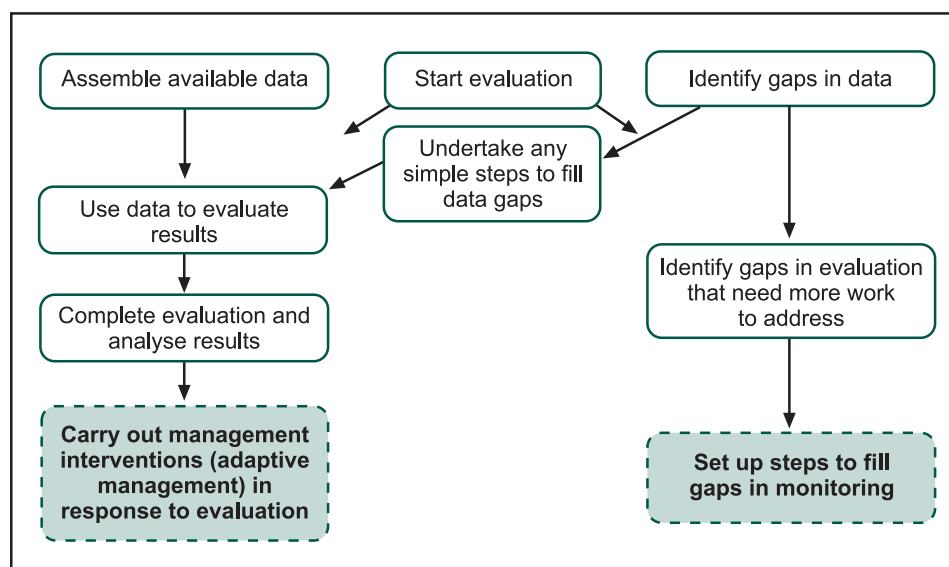 Assemble available data
Start evaluation
Identify gaps in data
Undertake any
simple steps to fill
data gaps
Use data to evaluate
results
Identify gaps in evaluation
that need more work
to address
Complete evaluation and
analyse results
Carry out management
interventions (adaptive
management) in
response to evaluation
Set up steps to fill
gaps in monitoring